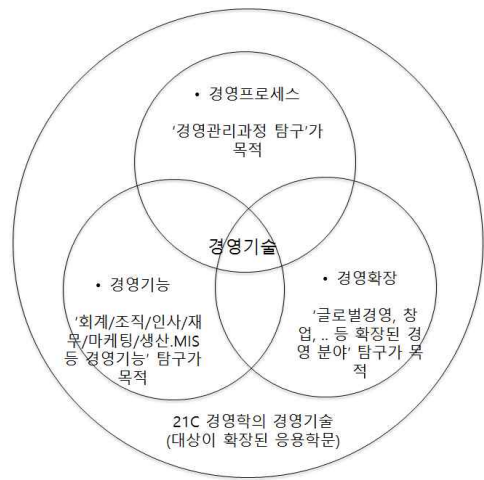 • 경영프로세스
'경영관리과정 탐구'가
목적
경영기술
• 경영기능
'회계/조직/인사/재
무/마케팅/생산.MIS
등 경영기능' 탐구가
목적
• 경영확장
'글로벌경영, 창
업, .. 등 확장된 경
영 분야' 탐구가 목
적
21C 경영학의 경영기술
(대상이 확장된 응용학문)